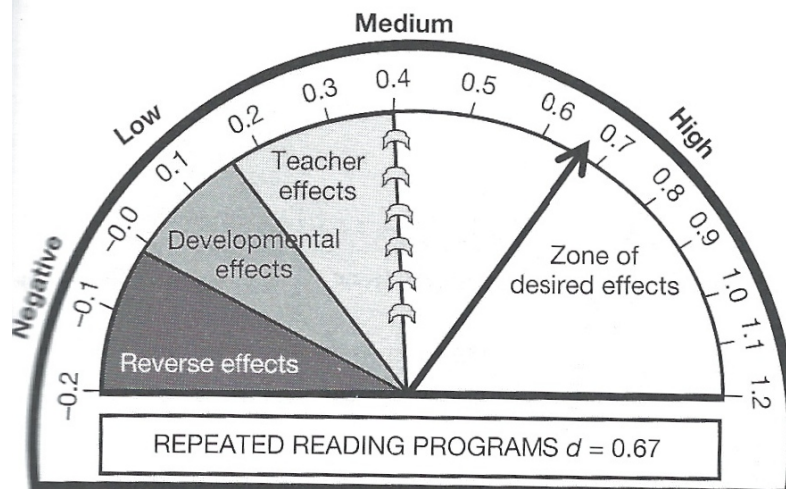 Medium
Low
High
Negative
-0.2
-0.1
-0.0
0.1
0.2
0.3
0.4
0.5
0.6
0.7
0.8
0.9
1.0
1.1
1.2
Teacher
effects
Developmental
effects
Reverse effects
Zone of
desired effects
REPEATED READING PROGRAMS d = 0.67